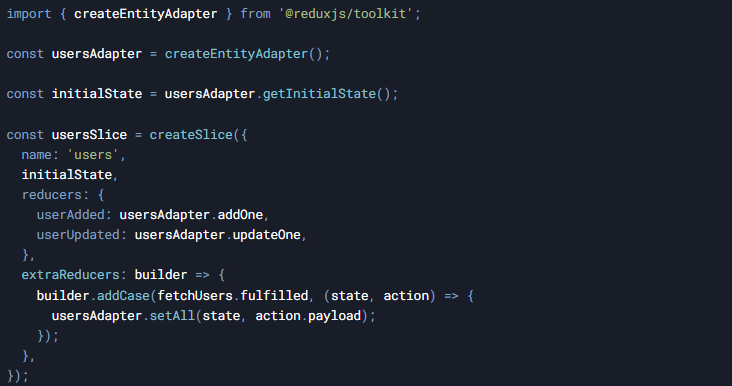 import { createEntityAdapter } from '@reduxjs/toolkit';
const usersAdapter = createEntityAdapter();
const initialState = usersAdapter.getInitialState();
const usersSlice = createSlice({
  name: 'users',
  initialState,
  reducers: {
    userAdded: usersAdapter.addOne,
    userUpdated: usersAdapter.updateOne,
  },
  extraReducers: builder => {
    builder.addCase(fetchUsers.fulfilled, (state, action) => {
      usersAdapter.setAll(state, action.payload);
    });
  },
});